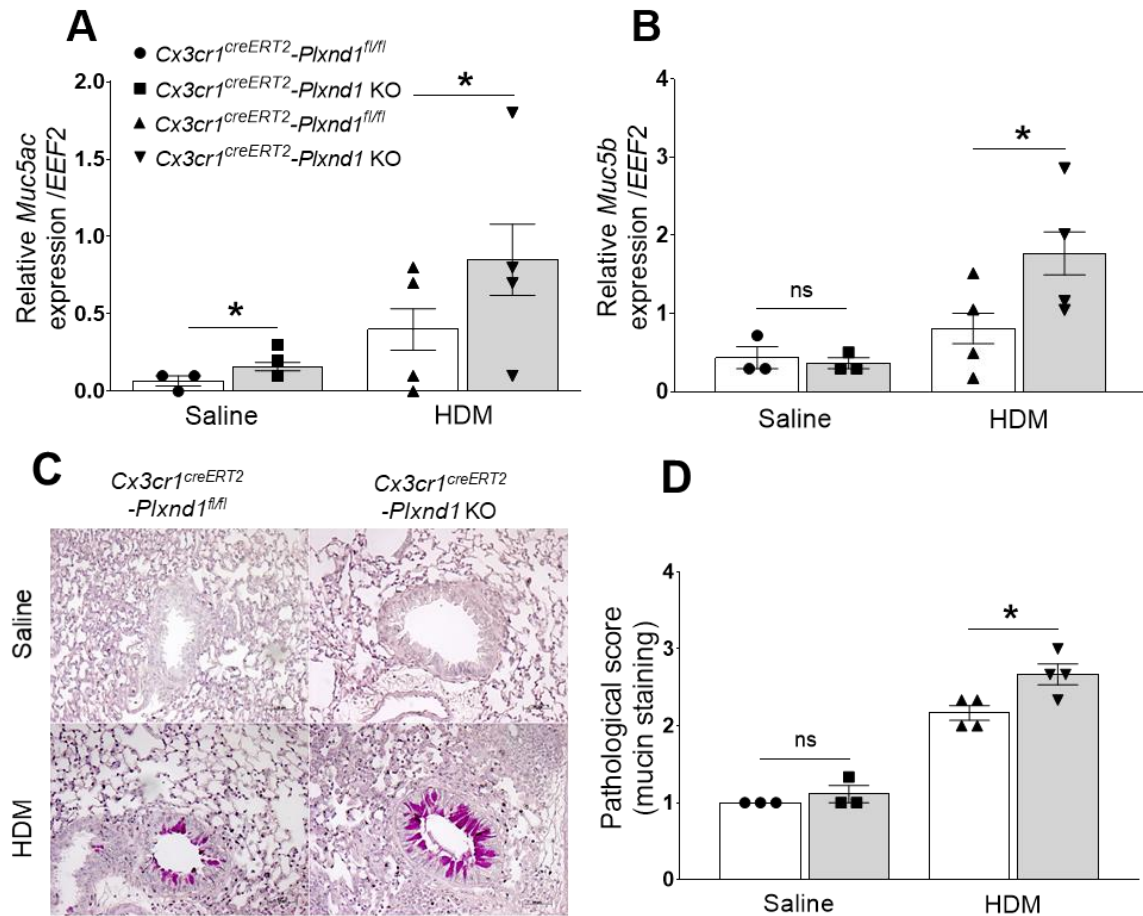 A
● Cx3cr1creERT2-Plxnd1fl/fl
■ Cx3cr1creERT2-Plxnd1 KO
▲ Cx3cr1creERT2-Plxnd1fl/fl
▼ Cx3cr1creERT2-Plxnd1 KO
Relative Muc5ac
expression /EEF2
2.0
1.5
1.0
0.5
0.0
*
*
Saline
HDM
B
Relative Muc5b
expression /EEF2
4
3
2
1
0
ns
*
Saline
HDM
C
Cx3cr1creERT2
-Plxnd1fl/fl
Cx3cr1creERT2
-Plxnd1 KO
Saline
HDM
D
Pathological score
(mucin staining)
4
3
2
1
0
ns
*
Saline
HDM